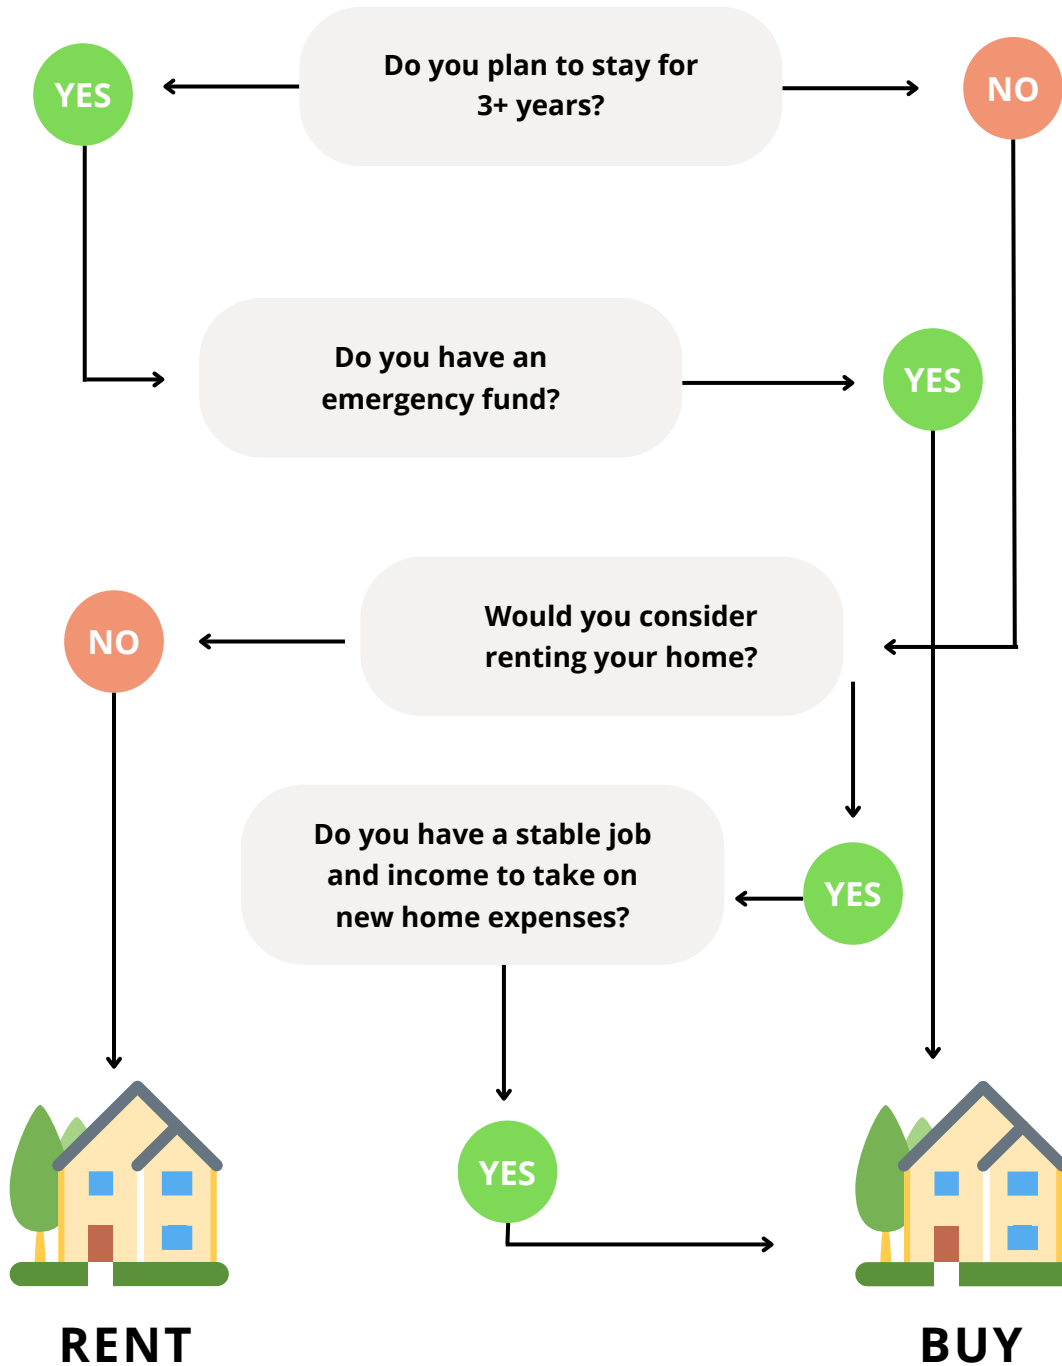 Do you plan to stay for
3+ years?
YES
NO
Do you have an
emergency fund?
YES
Would you consider
renting your home?
NO
Do you have a stable job
and income to take on
new home expenses?
YES
YES
RENT
BUY